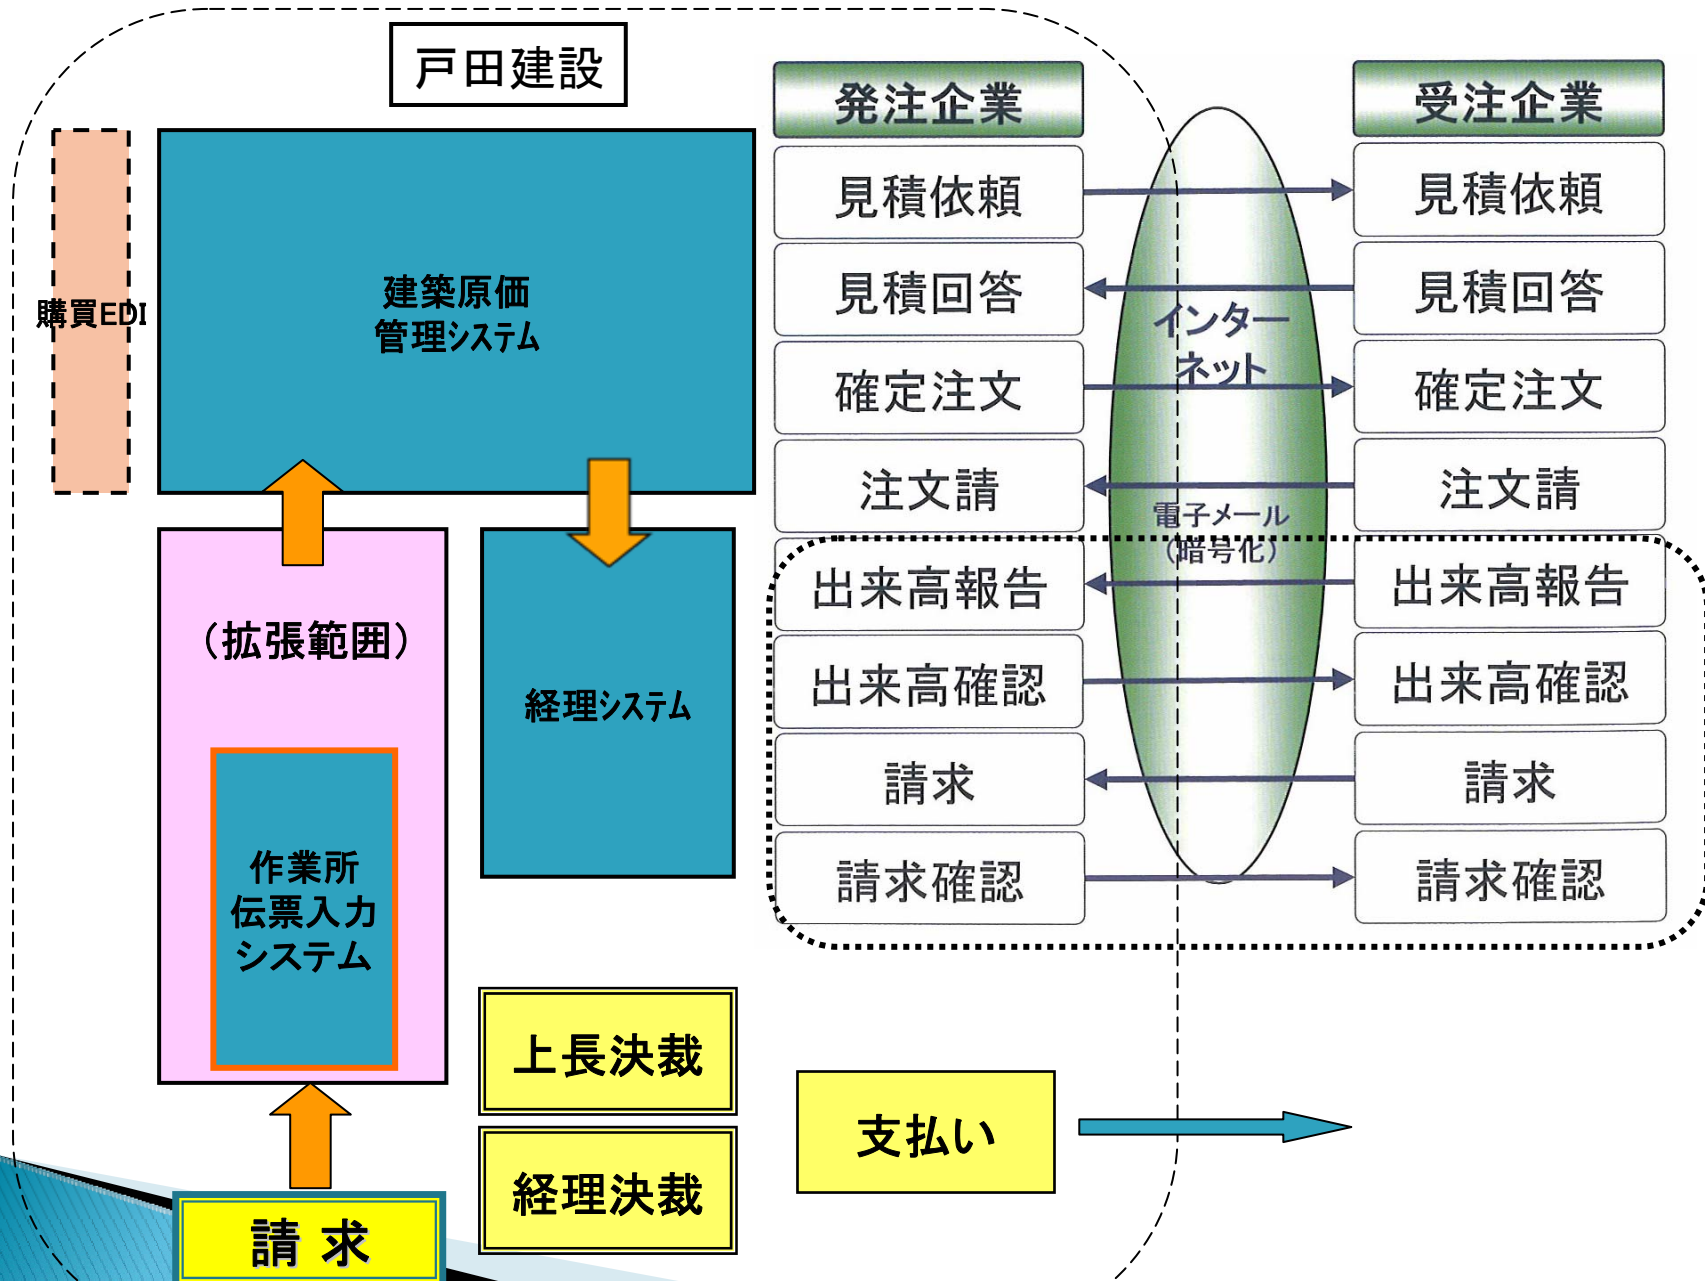 戸田建設
購買EDI
建築原価
管理システム
(拡張範囲)
作業所
伝票入力
システム
経理システム
上長決裁
経理決裁
請 求
支払い
発注企業
見積依頼
見積回答
確定注文
注文請
出来高報告
出来高確認
請求
請求確認
インター
ネット
電子メール
(暗号化)
受注企業
見積依頼
見積回答
確定注文
注文請
出来高報告
出来高確認
請求
請求確認